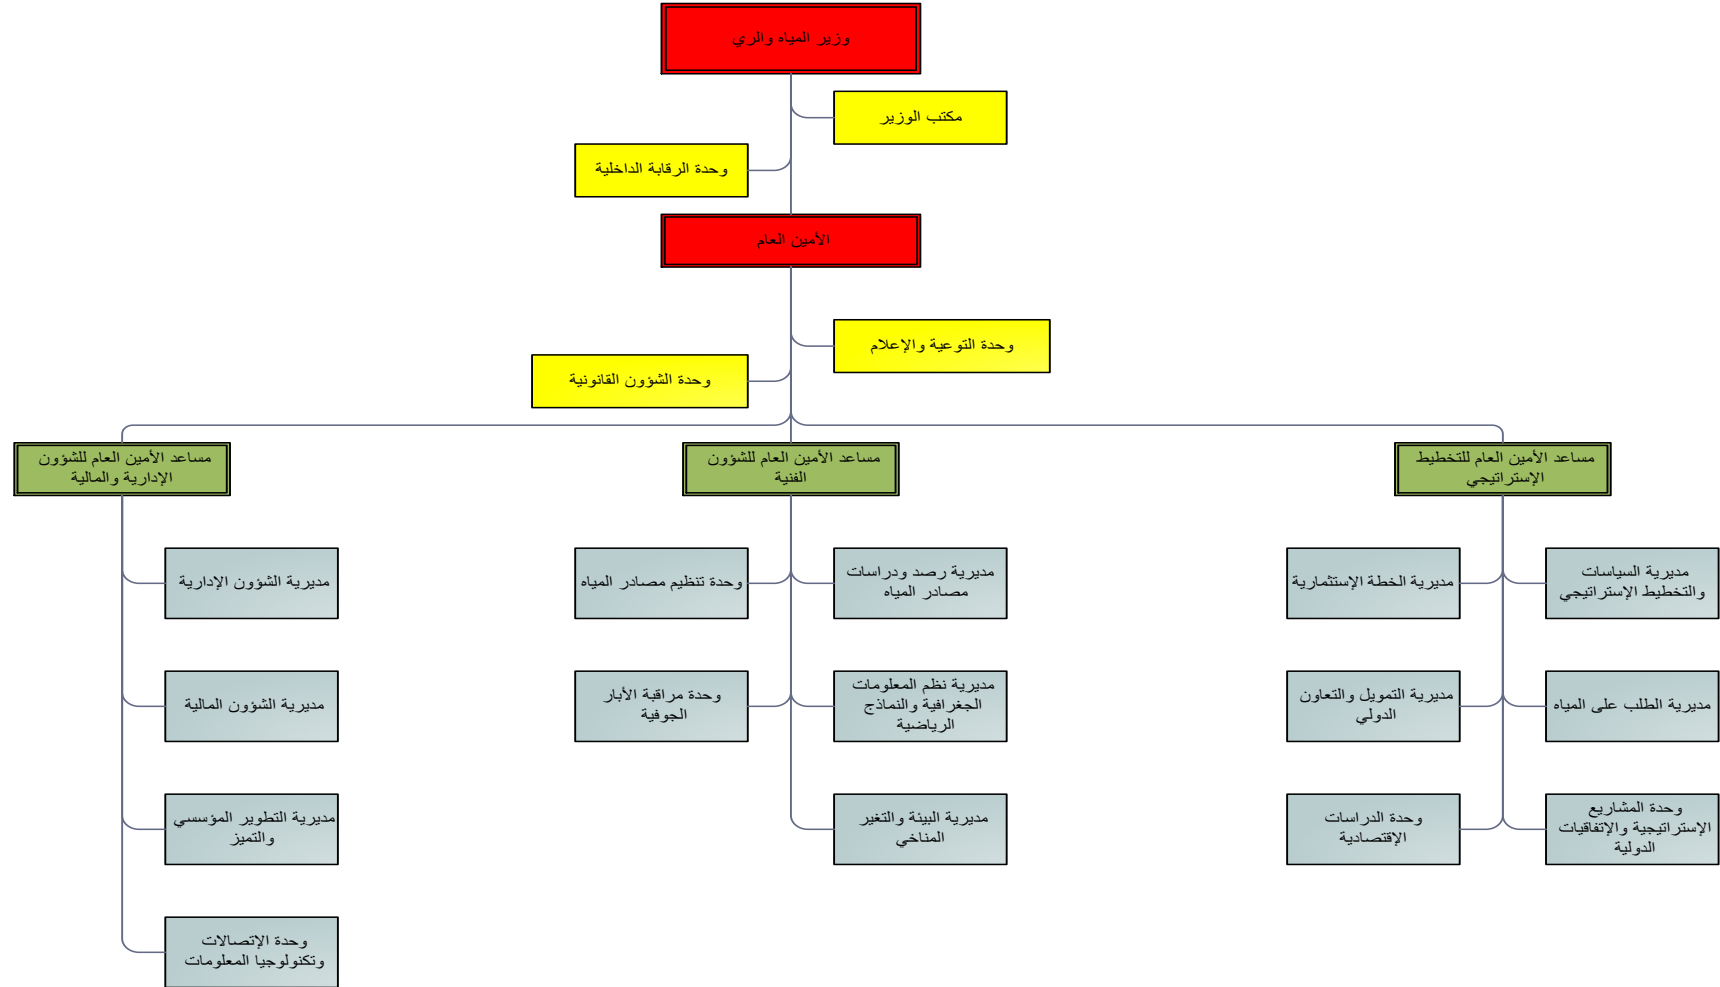 وزير المياه والري
مكتب الوزير
وحدة الرقابة الداخلية
الأمين العام
وحدة التوعية والإعلام
وحدة الشؤون القانونية
مساعد الأمين العام للتخطيط
الإستراتيجي
مساعد الأمين العام للشؤون
الفنية
مساعد الأمين العام للشؤون
الإدارية والمالية
مديرية السياسات
والتخطيط الإستراتيجي
مديرية الخطة الإستثمارية
مديرية رصد ودراسات
مصادر المياه
وحدة تنظيم مصادر المياه
مديرية الشؤون الإدارية
مديرية الطلب على المياه
مديرية التمويل والتعاون
الدولي
مديرية نظم المعلومات
الجغرافية والنماذج
الرياضية
وحدة مراقبة الأبار
الجوفية
مديرية الشؤون المالية
وحدة المشاريع
الإستراتيجية والإتفاقيات
الدولية
وحدة الدراسات
الإقتصادية
مديرية البيئة والتغير
المناخي
مديرية التطوير المؤسسي
والتميز
وحدة الإتصالات
وتكنولوجيا المعلومات